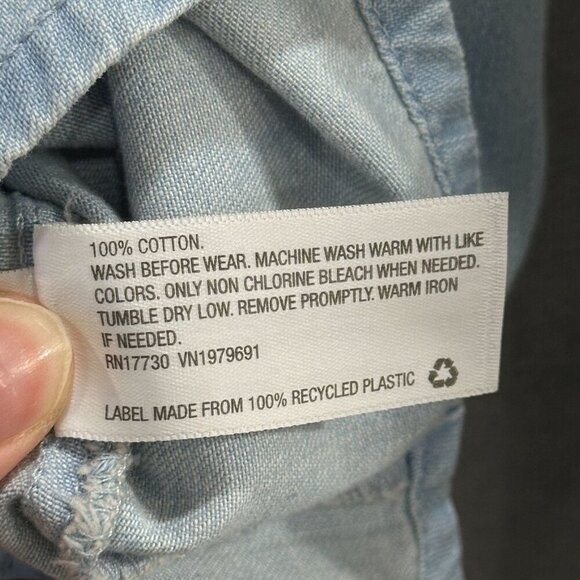 100% COTTON.
WASH BEFORE WEAR. MACHINE WASH WARM WITH LIKE
COLORS. ONLY NON CHLORINE BLEACH WHEN NEEDED.
TUMBLE DRY LOW. REMOVE PROMPTLY. WARM IRON
IF NEEDED.
RN17730 VN1979691
LABEL MADE FROM 100% RECYCLED PLASTIC